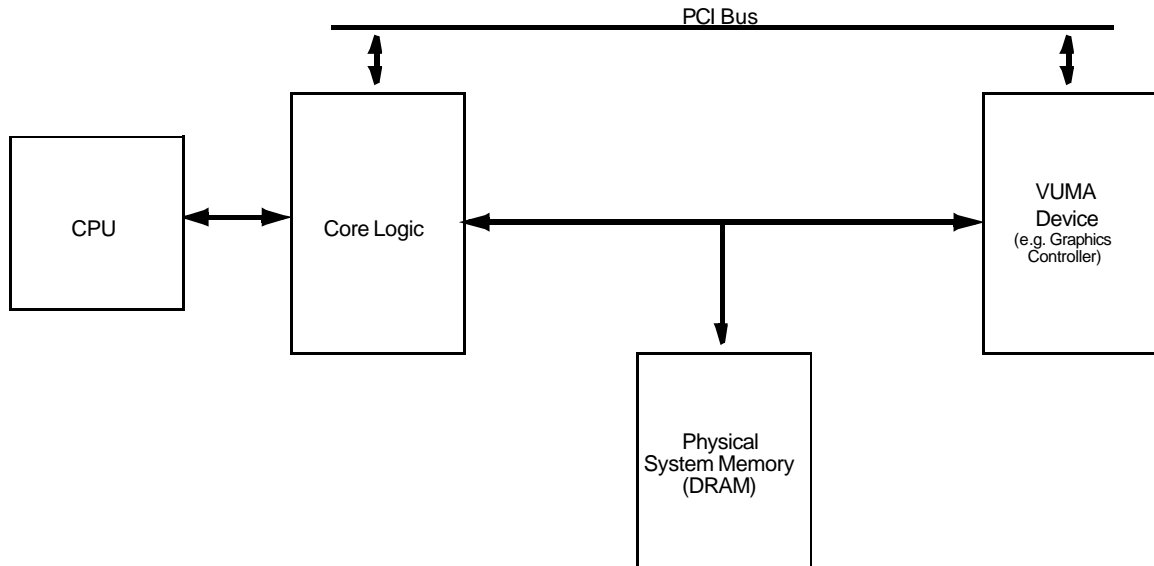 PCI Bus
CPU
Core Logic
VUMA
Device
(e.g. Graphics
Controller)
Physical
System Memory
(DRAM)